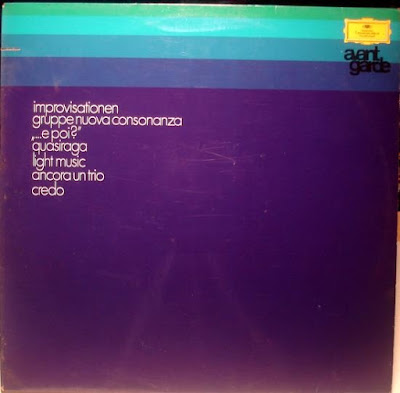 avant
garde
improvisationen
gruppe nuova consonanza
„...e poi?"
quasiraga
light music
ancora un trio
credo